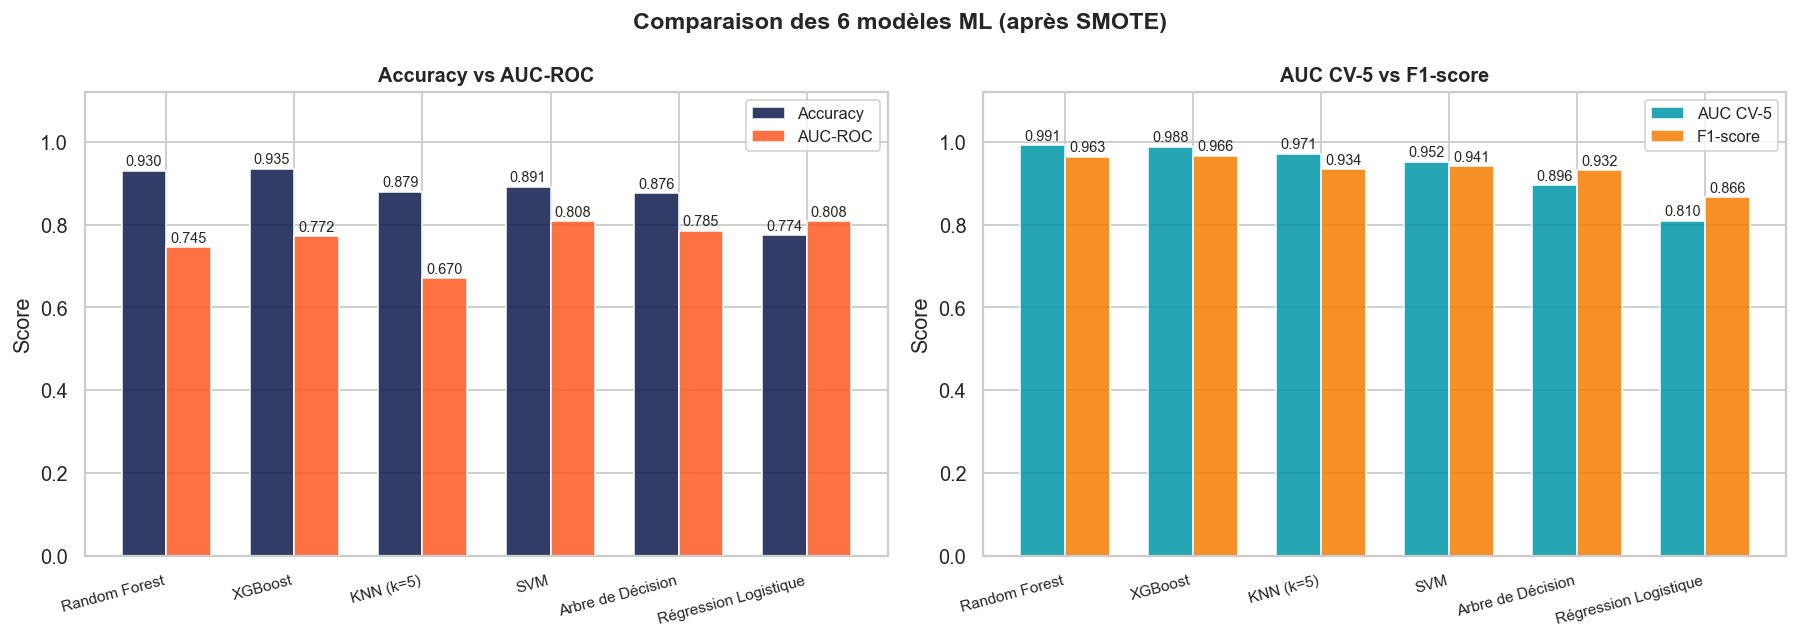 Comparaison des 6 modèles ML (après SMOTE)
Accuracy vs AUC-ROC
Accuracy
AUC-ROC
Score
1.0
0.8
0.6
0.4
0.2
0.0
0.930
0.745
0.935
0.772
0.879
0.670
0.891
0.808
0.876
0.785
0.774
0.808
Random Forest
XGBoost
KNN (k=5)
SVM
Arbre de Décision
Régression Logistique
AUC CV-5 vs F1-score
AUC CV-5
F1-score
Score
1.0
0.8
0.6
0.4
0.2
0.0
0.991
0.963
0.988
0.966
0.971
0.934
0.952
0.941
0.896
0.932
0.810
0.866
Random Forest
XGBoost
KNN (k=5)
SVM
Arbre de Décision
Régression Logistique